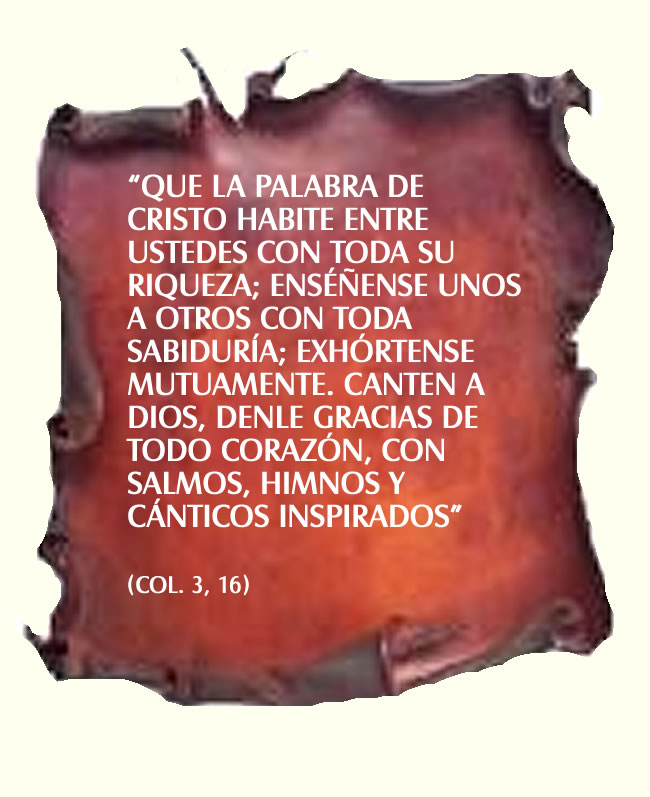 “QUE LA PALABRA DE
CRISTO HABITE ENTRE
USTEDES CON TODA SU
RIQUEZA; ENSÉÑENSE UNOS
A OTROS CON TODA
SABIDURÍA; EXHÓRTENSE
MUTUAMENTE. CANTEN A
DIOS, DENLE GRACIAS DE
TODO CORAZÓN, CON
SALMOS, HIMNOS Y
CÁNTICOS INSPIRADOS”
(COL. 3, 16)